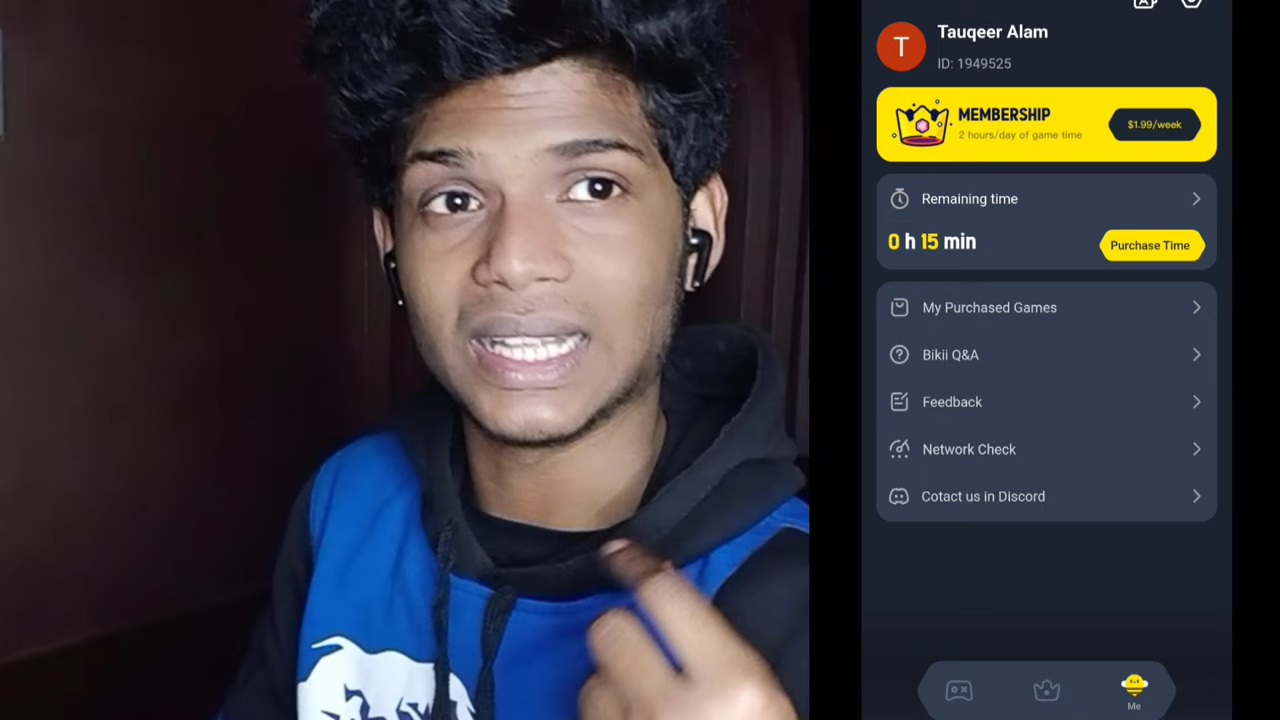 T
Tauqeer Alam
ID: 1949525
MEMBERSHIP
2 hours/day of game time
$1.99/week
Remaining time
0 h 15 min
Purchase Time
My Purchased Games
Bikii Q&A
Feedback
Network Check
Cotact us in Discord
Me